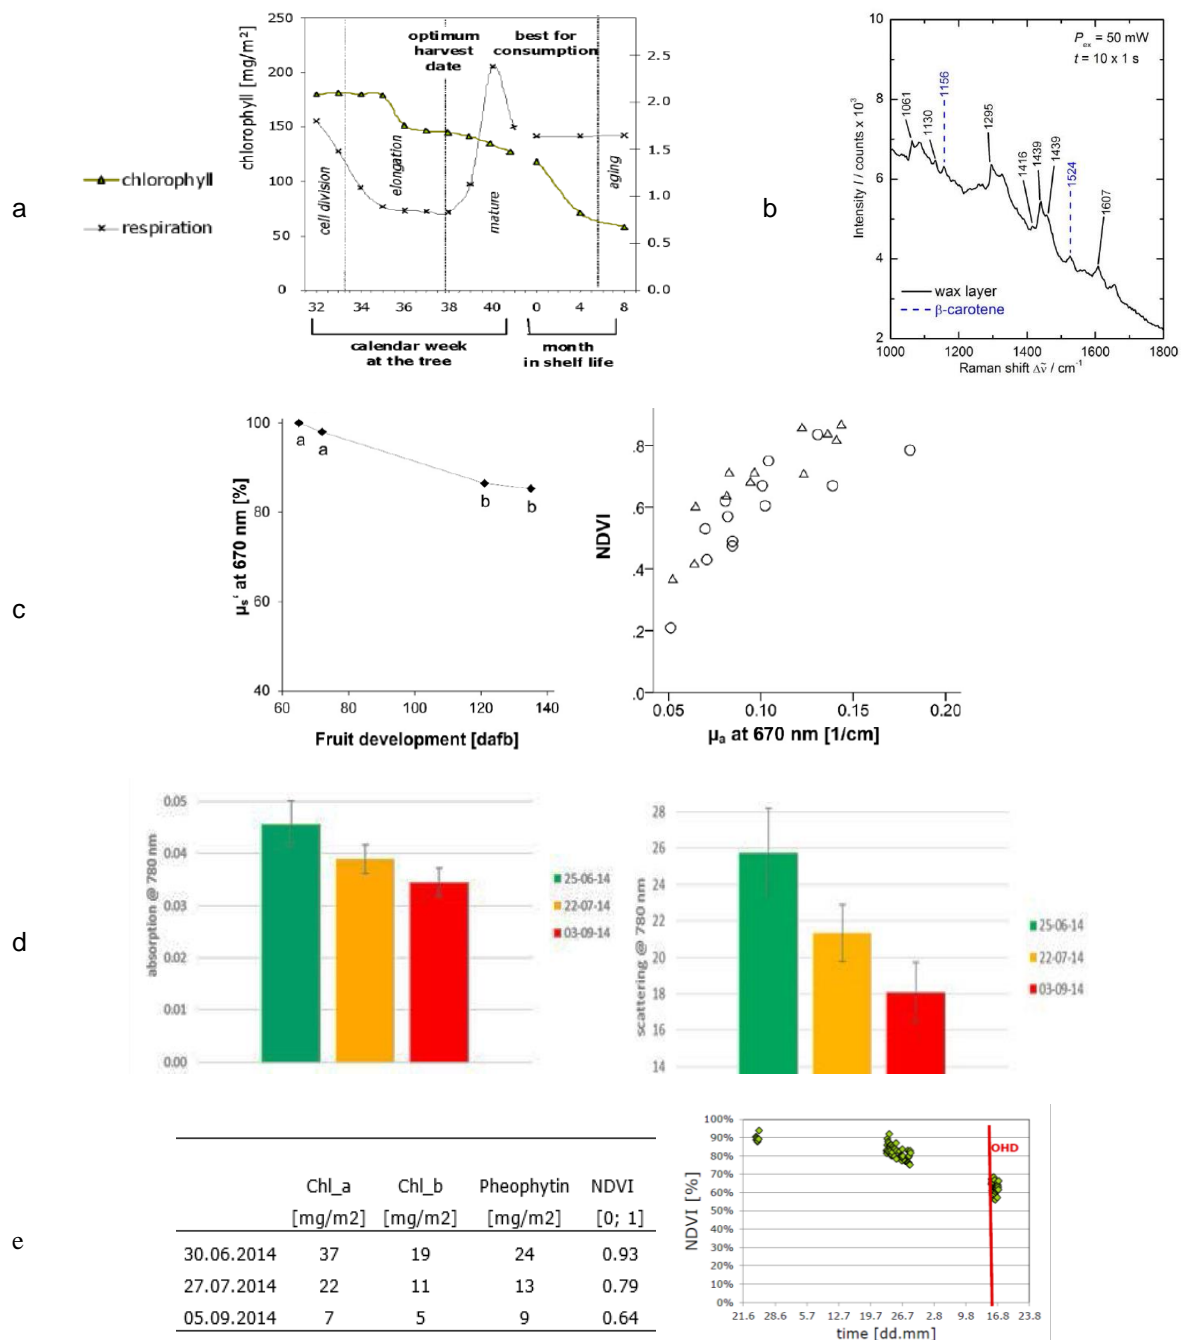 a
chlorophyll [mg/m²]
250
200
150
100
50
0
optimum
harvest
date
best for
consumption
2.5
2.0
1.5
1.0
0.5
0.0
cell division
elongation
mature
aging
chlorophyll
respiration
32 34 36 38 40 0 4 8
calendar week
at the tree
month
in shelf life
b
Intensity I / counts x 10³
10
8
6
4
2
P_ex = 50 mW
t = 10 x 1 s
1061
1130
1156
1295
1416
1439
1439
1524
1607
wax layer
β-carotene
1000 1200 1400 1600 1800
Raman shift Δν̃ / cm⁻¹
c
μs‘ at 670 nm [%]
100
80
60
40
a
a
b
b
60 80 100 120 140
Fruit development [dafb]
NDVI
.8
.6
.4
.2
.0
0.05 0.10 0.15 0.20
μa at 670 nm [1/cm]
d
absorption @ 780 nm
0.05
0.04
0.03
0.02
0.01
0.00
25-06-14
22-07-14
03-09-14
scattering @ 780 nm
28
26
24
22
20
18
16
14
25-06-14
22-07-14
03-09-14
e
Chl_a Chl_b Pheophytin NDVI
[mg/m2] [mg/m2] [mg/m2] [0; 1]
30.06.2014 37 19 24 0.93
27.07.2014 22 11 13 0.79
05.09.2014 7 5 9 0.64
NDVI [%]
100%
90%
80%
70%
60%
50%
40%
30%
20%
10%
0%
OHD
21.6 28.6 5.7 12.7 19.7 26.7 2.8 9.8 16.8 23.8
time [dd.mm]